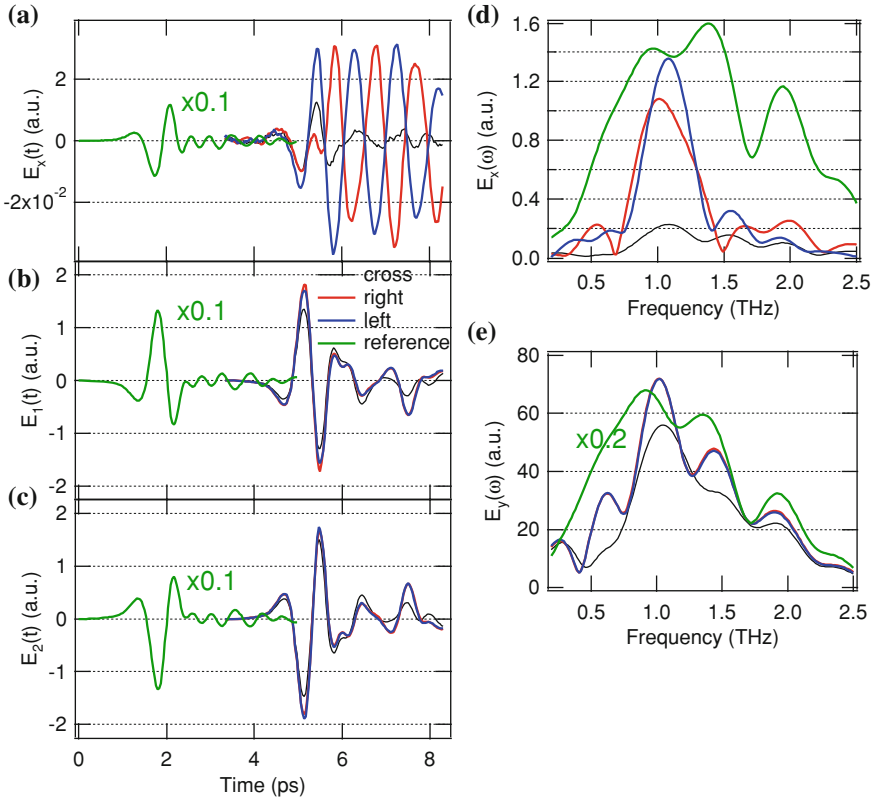 (a)
E_x(t) (a.u.)
2
0
-2x10^-2
x0.1
(b)
E_1(t) (a.u.)
2
1
0
-1
-2
x0.1
cross
right
left
reference
(c)
E_2(t) (a.u.)
2
1
0
-1
-2
x0.1
0
2
4
6
8
Time (ps)
(d)
E_x(ω) (a.u.)
1.6
1.2
0.8
0.4
0.0
0.5
1.0
1.5
2.0
2.5
Frequency (THz)
(e)
E_y(ω) (a.u.)
80
60
40
20
0
x0.2
0.5
1.0
1.5
2.0
2.5
Frequency (THz)